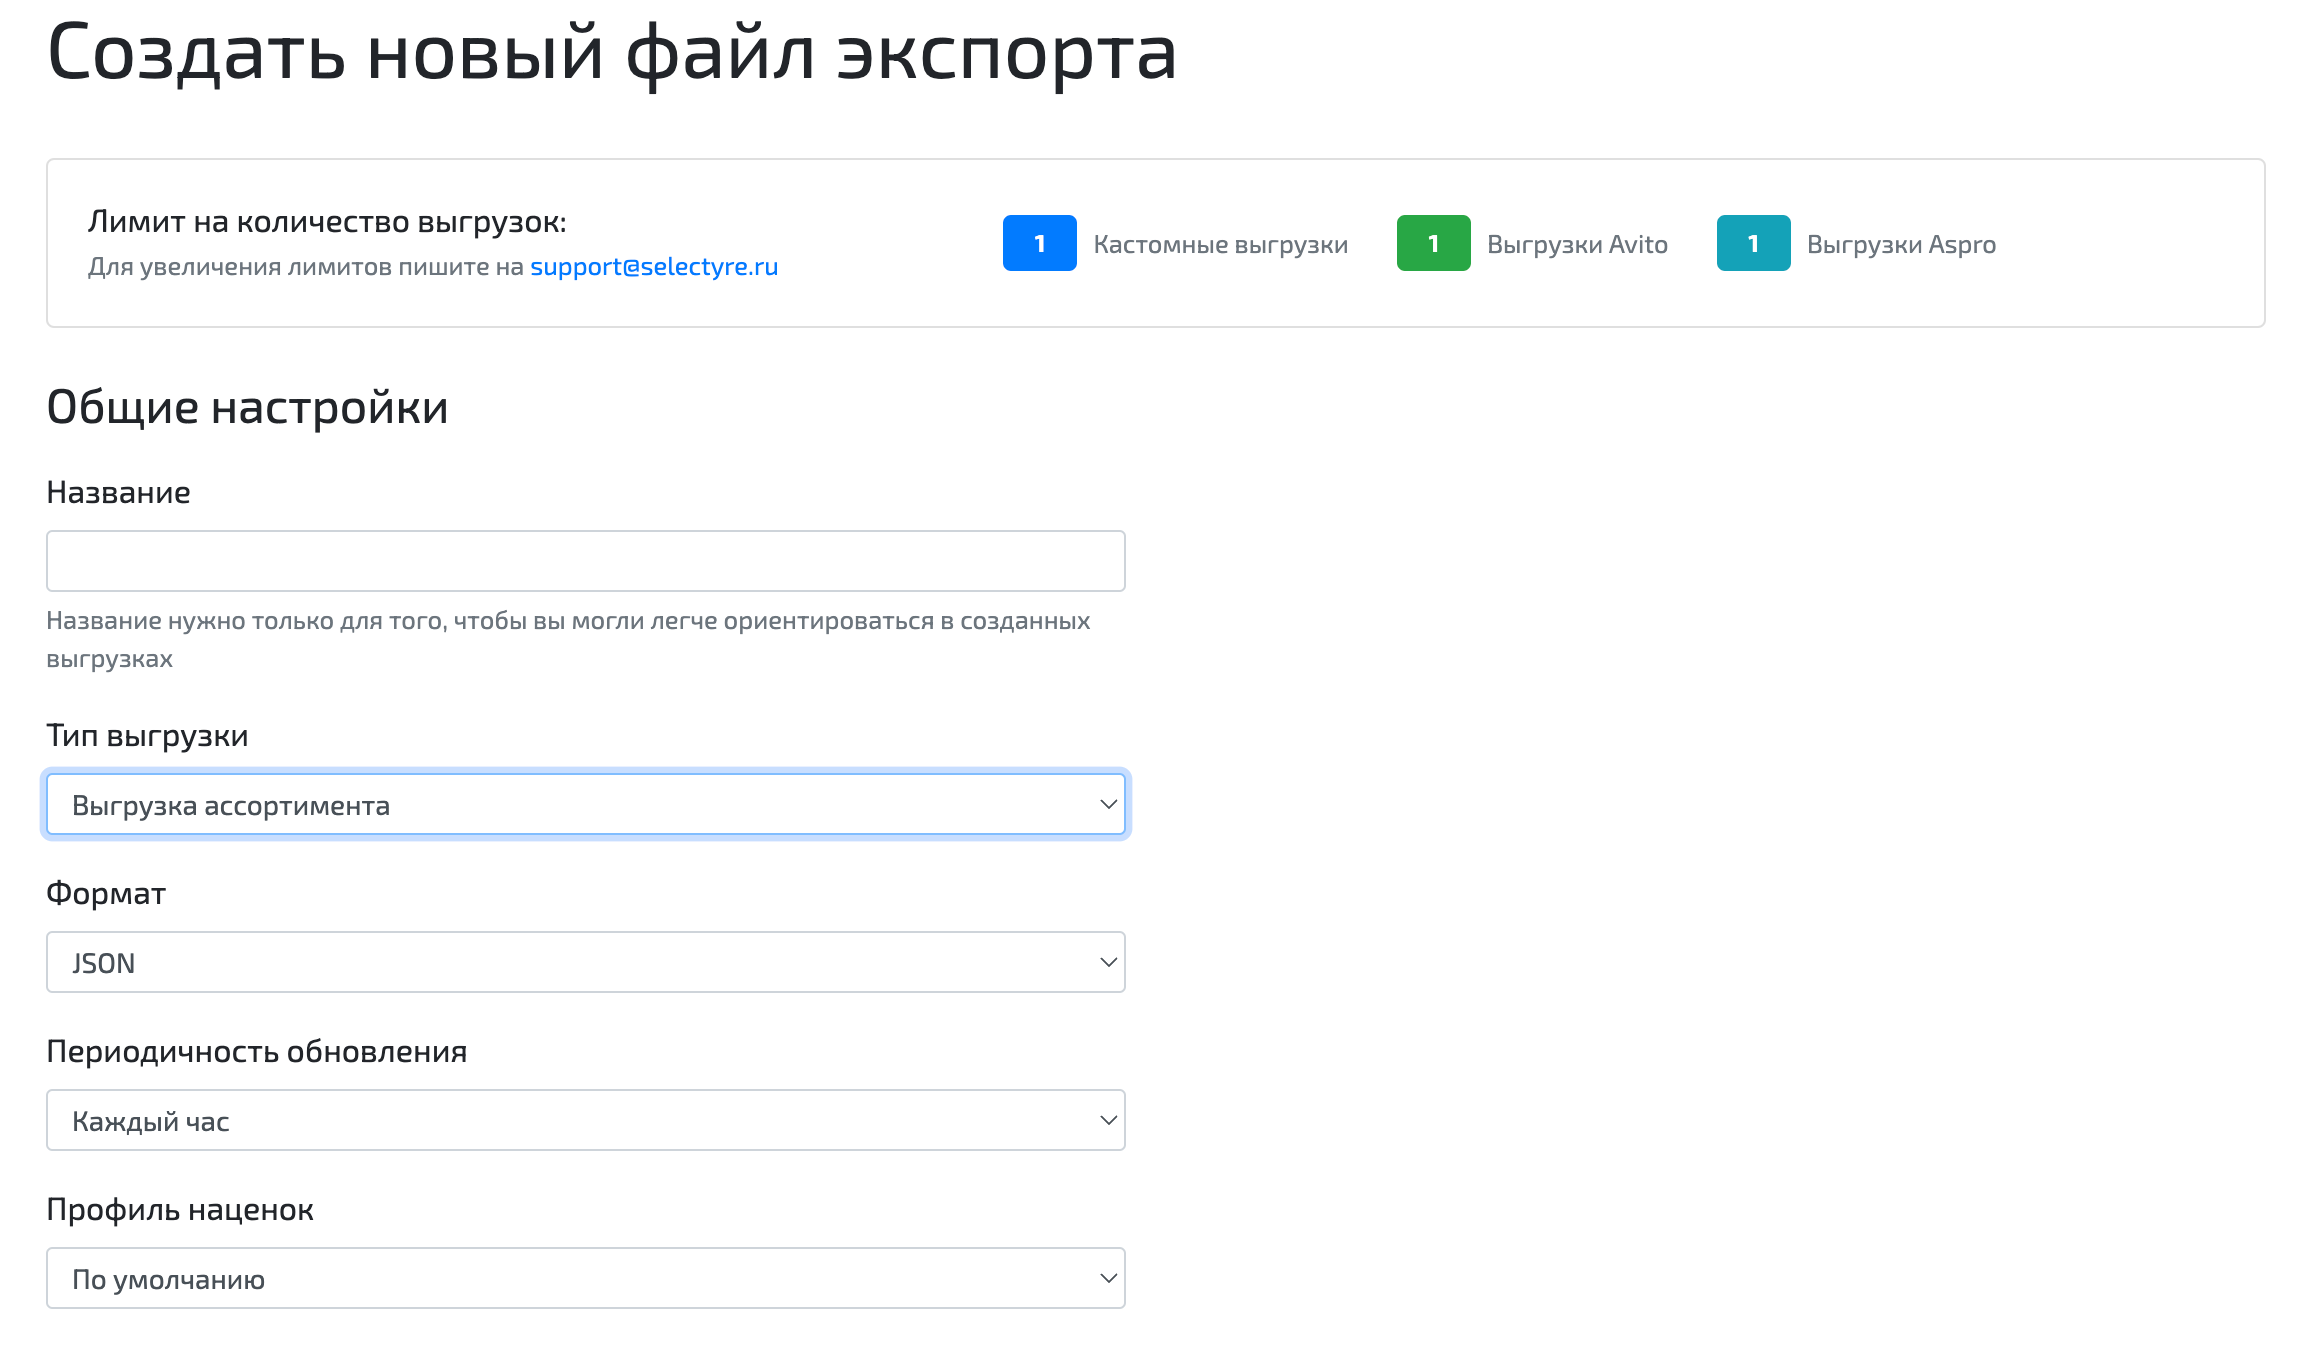 Создать новый файл экспорта
Лимит на количество выгрузок:
Для увеличения лимитов пишите на support@selectyre.ru
1 Кастомные выгрузки 1 Выгрузки Avito 1 Выгрузки Aspro
Общие настройки
Название
Название нужно только для того, чтобы вы могли легче ориентироваться в созданных
выгрузках
Тип выгрузки
Выгрузка ассортимента
Формат
JSON
Периодичность обновления
Каждый час
Профиль наценок
По умолчанию